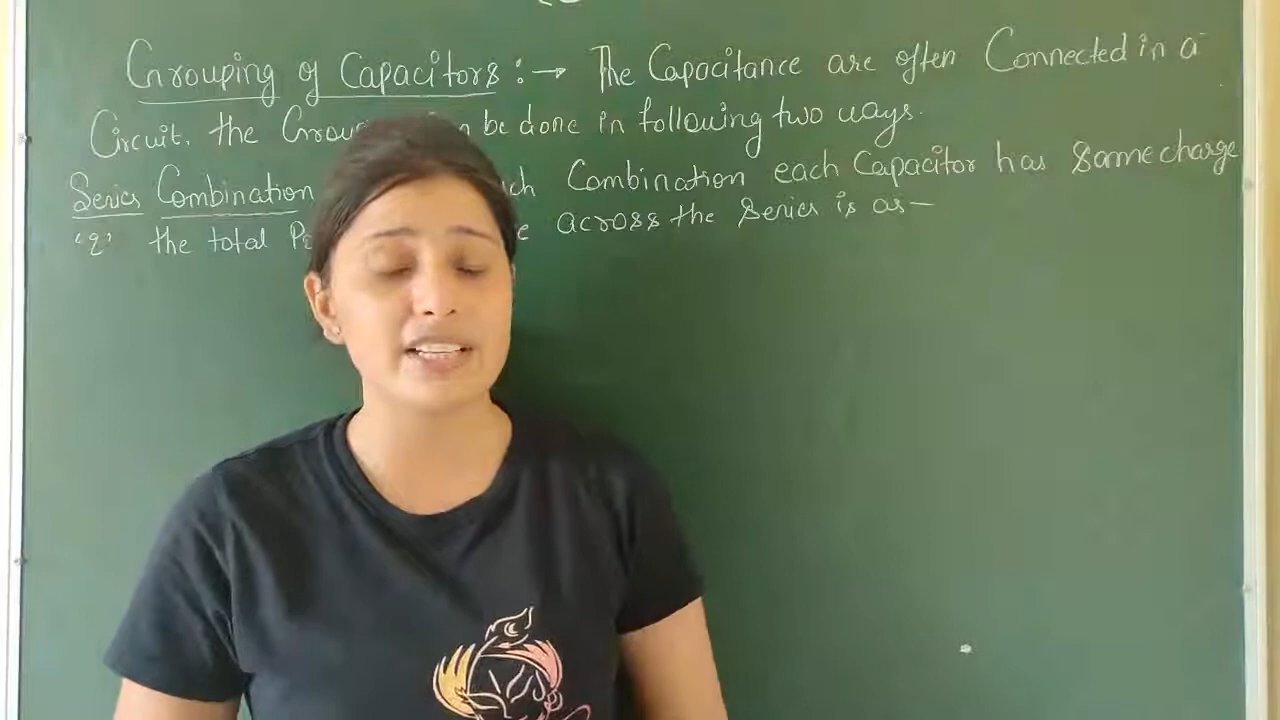 Grouping of Capacitors :→ The Capacitance are often Connected in a
Circuit. the be done in following two ways.
Series Combination Combination each Capacitor has Same charge
'q' the total across the Series is as—